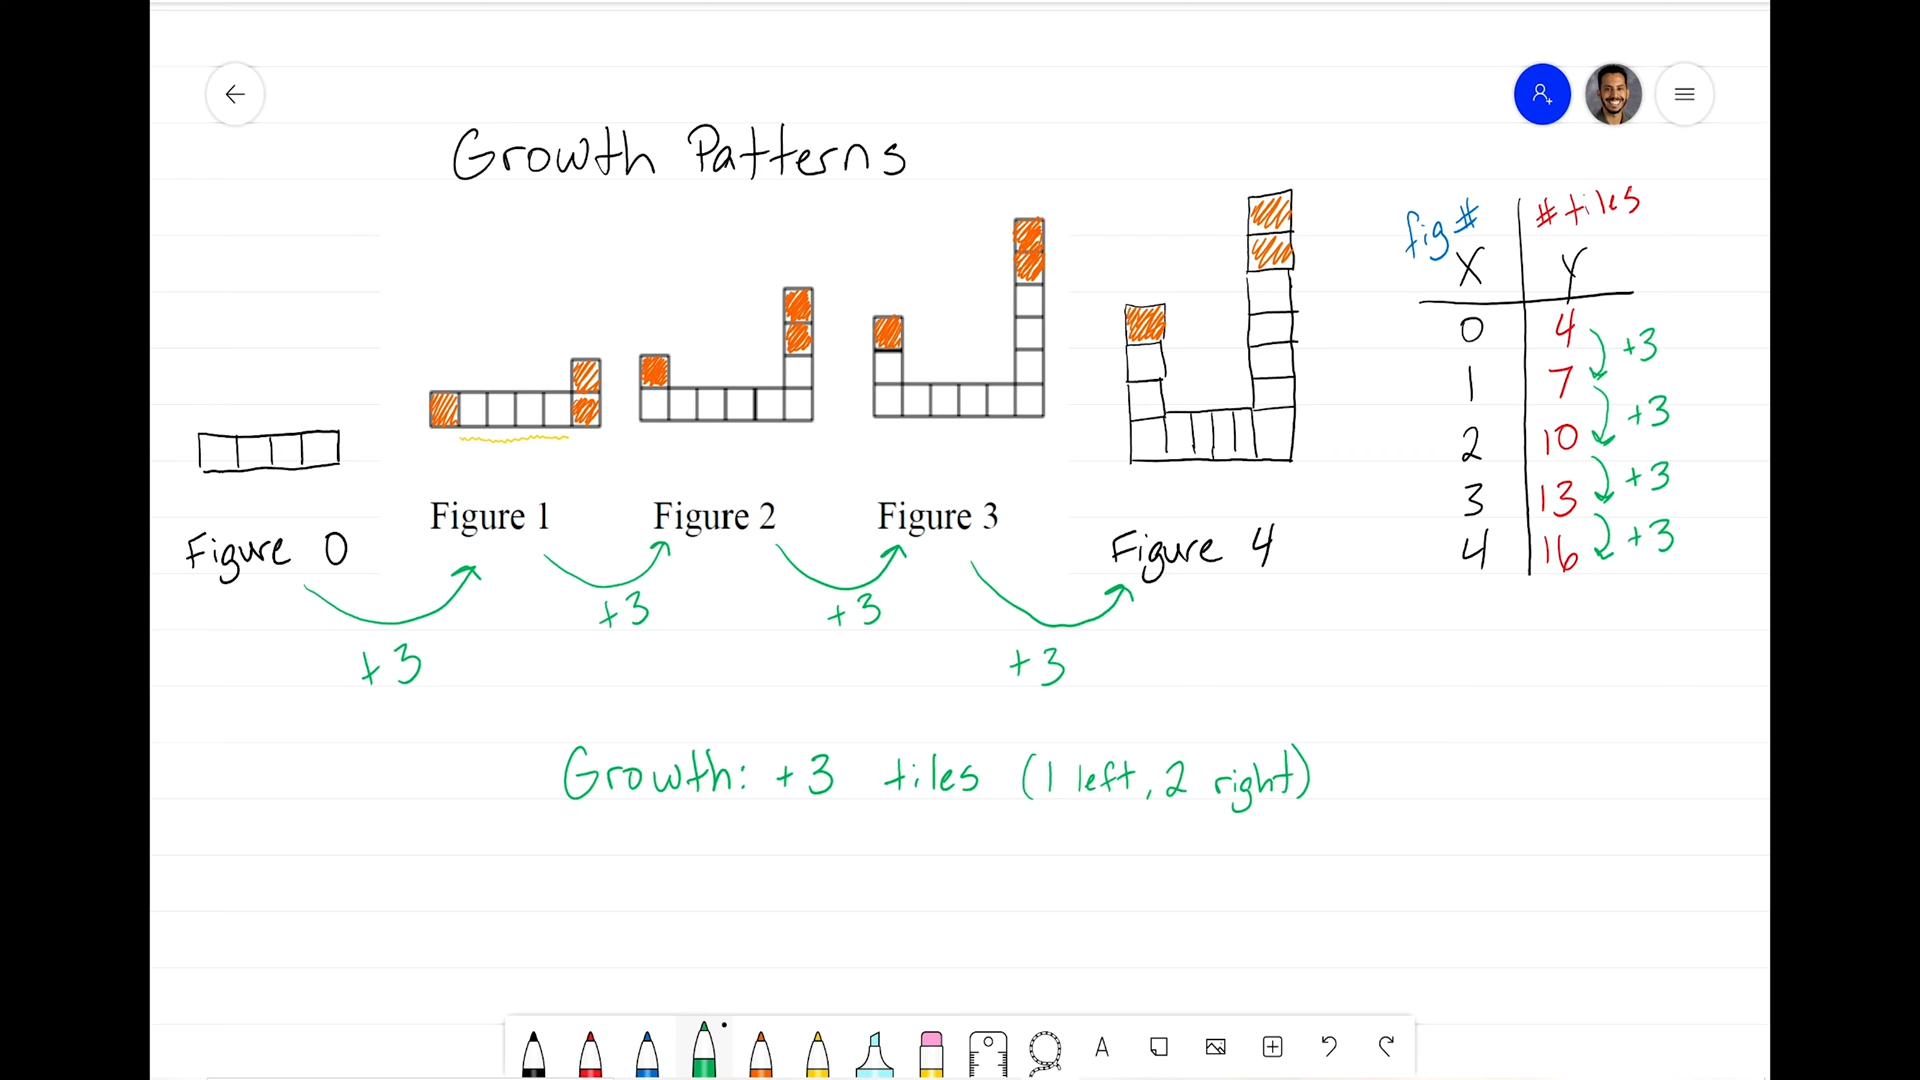 Growth Patterns
fig # # tiles
X Y
0 4 +3
1 7 +3
2 10 +3
3 13 +3
4 16
Figure 0 Figure 1 Figure 2 Figure 3 Figure 4
+3 +3 +3 +3
Growth: +3 tiles (1 left, 2 right)
A